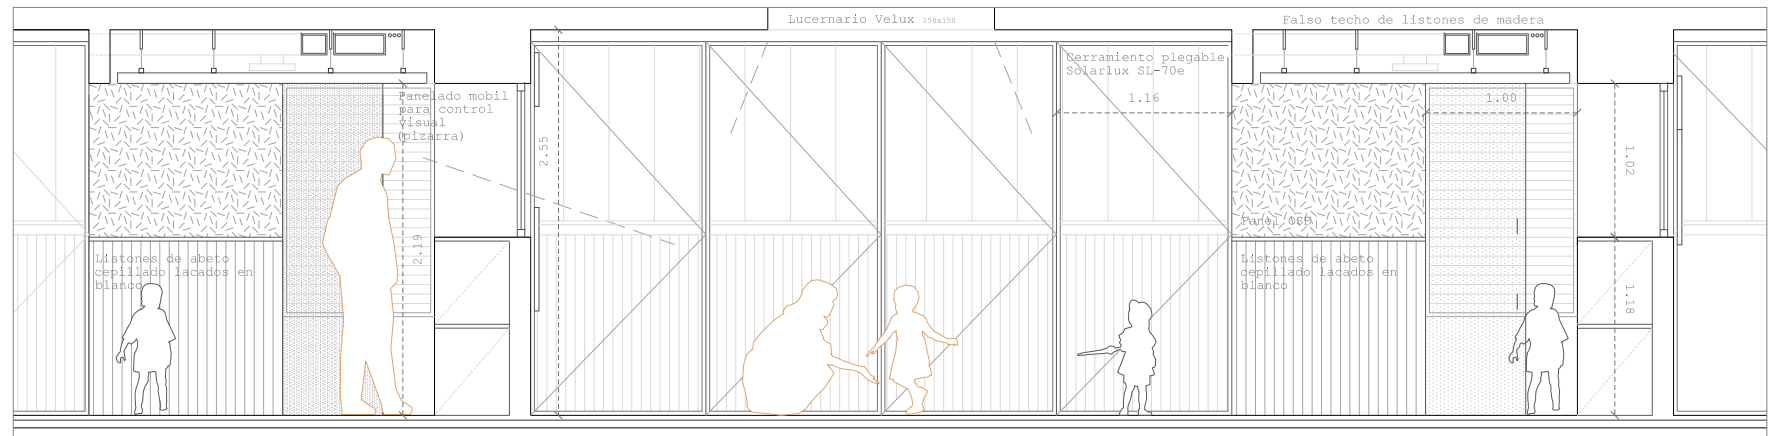 Lucernario Velux 150x150
Falso techo de listones de madera
Cerramiento plegable
Solarlux SL-70e
1.16
1.00
Panelado mobil
para control
visual
(pizarra)
2.55
1.02
Panel OSB
2.19
Listones de abeto
cepillado lacados en
blanco
Listones de abeto
cepillado lacados en
blanco
1.18